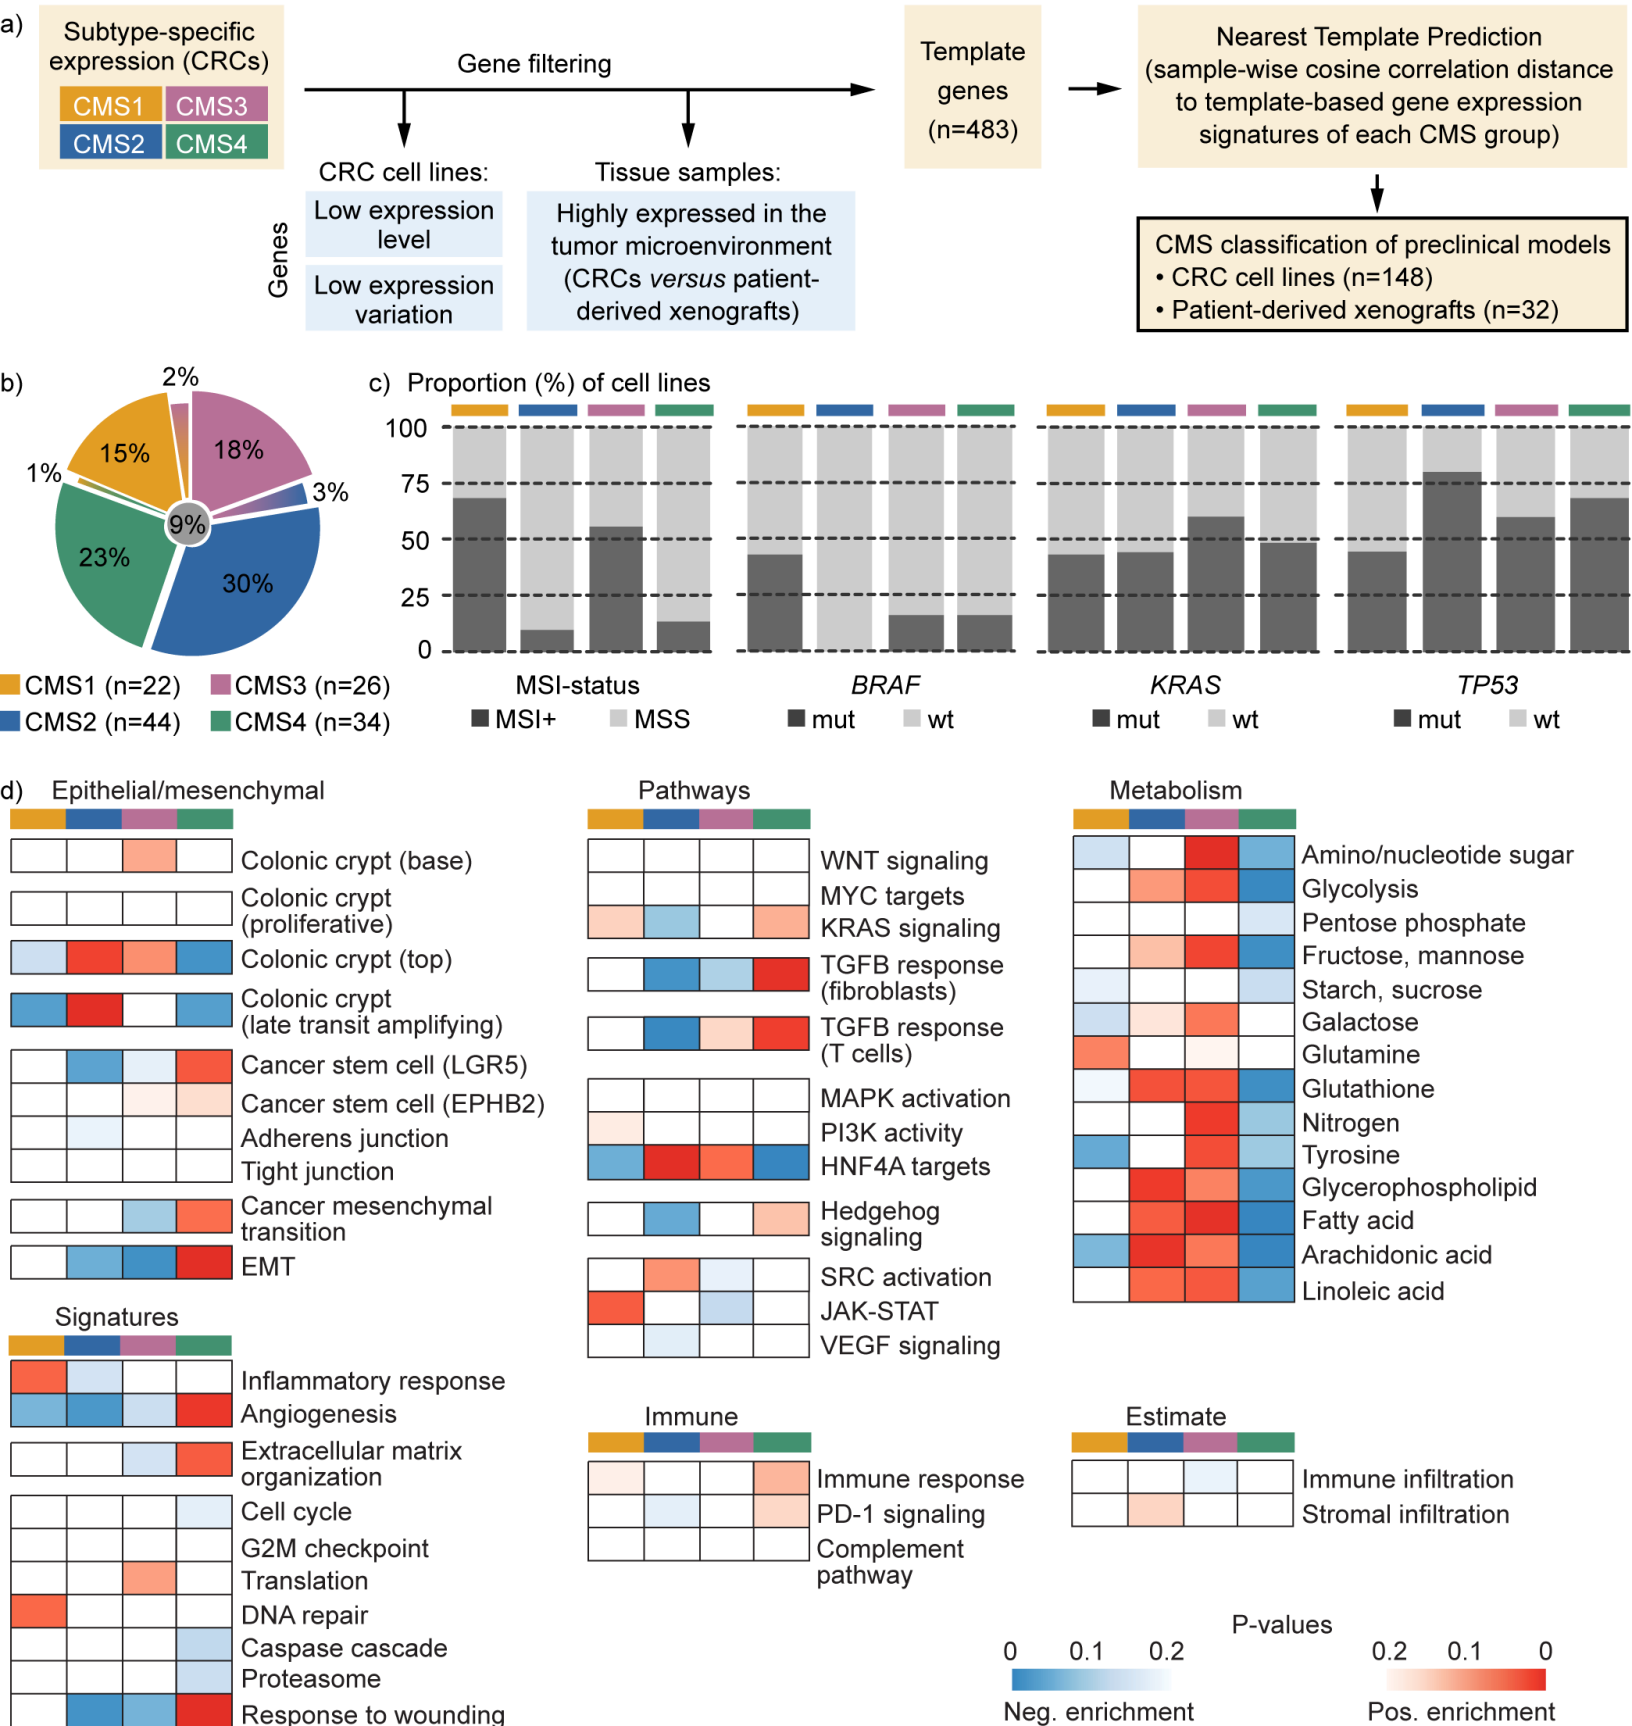 a)
Subtype-specific
expression (CRCs)
CMS1 CMS3
CMS2 CMS4
Gene filtering
Genes
CRC cell lines:
Low expression
level
Low expression
variation
Tissue samples:
Highly expressed in the
tumor microenvironment
(CRCs versus patient-
derived xenografts)
Template
genes
(n=483)
Nearest Template Prediction
(sample-wise cosine correlation distance
to template-based gene expression
signatures of each CMS group)
CMS classification of preclinical models
• CRC cell lines (n=148)
• Patient-derived xenografts (n=32)
b)
2%
15%
18%
1%
3%
9%
23%
30%
CMS1 (n=22) CMS3 (n=26)
CMS2 (n=44) CMS4 (n=34)
c) Proportion (%) of cell lines
100
75
50
25
0
MSI-status
MSI+ MSS
BRAF
mut wt
KRAS
mut wt
TP53
mut wt
d)
Epithelial/mesenchymal
Colonic crypt (base)
Colonic crypt
(proliferative)
Colonic crypt (top)
Colonic crypt
(late transit amplifying)
Cancer stem cell (LGR5)
Cancer stem cell (EPHB2)
Adherens junction
Tight junction
Cancer mesenchymal
transition
EMT
Signatures
Inflammatory response
Angiogenesis
Extracellular matrix
organization
Cell cycle
G2M checkpoint
Translation
DNA repair
Caspase cascade
Proteasome
Response to wounding
Pathways
WNT signaling
MYC targets
KRAS signaling
TGFB response
(fibroblasts)
TGFB response
(T cells)
MAPK activation
PI3K activity
HNF4A targets
Hedgehog
signaling
SRC activation
JAK-STAT
VEGF signaling
Immune
Immune response
PD-1 signaling
Complement
pathway
Metabolism
Amino/nucleotide sugar
Glycolysis
Pentose phosphate
Fructose, mannose
Starch, sucrose
Galactose
Glutamine
Glutathione
Nitrogen
Tyrosine
Glycerophospholipid
Fatty acid
Arachidonic acid
Linoleic acid
Estimate
Immune infiltration
Stromal infiltration
P-values
0 0.1 0.2 0.2 0.1 0
Neg. enrichment Pos. enrichment